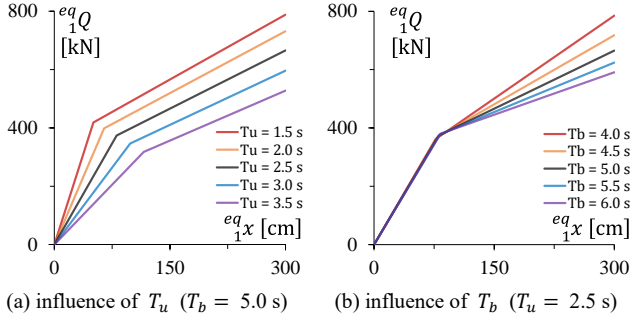 800
eq
1Q
[kN]
400
0
Tu = 1.5 s
Tu = 2.0 s
Tu = 2.5 s
Tu = 3.0 s
Tu = 3.5 s
eq
1x [cm]
0
150
300
(a) influence of Tu (Tb = 5.0 s)
800
eq
1Q
[kN]
400
0
Tb = 4.0 s
Tb = 4.5 s
Tb = 5.0 s
Tb = 5.5 s
Tb = 6.0 s
eq
1x [cm]
0
150
300
(b) influence of Tb (Tu = 2.5 s)